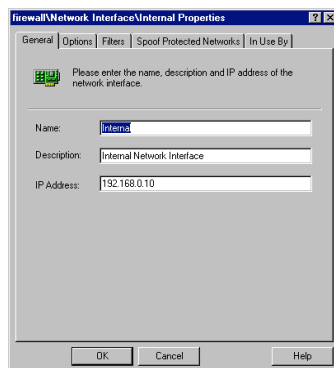 firewall\Network Interface\Internal Properties
General Options Filters Spoof Protected Networks In Use By
Please enter the name, description and IP address of the
network interface.
Name: Internal
Description: Internal Network Interface
IP Address: 192.168.0.10
OK Cancel Help